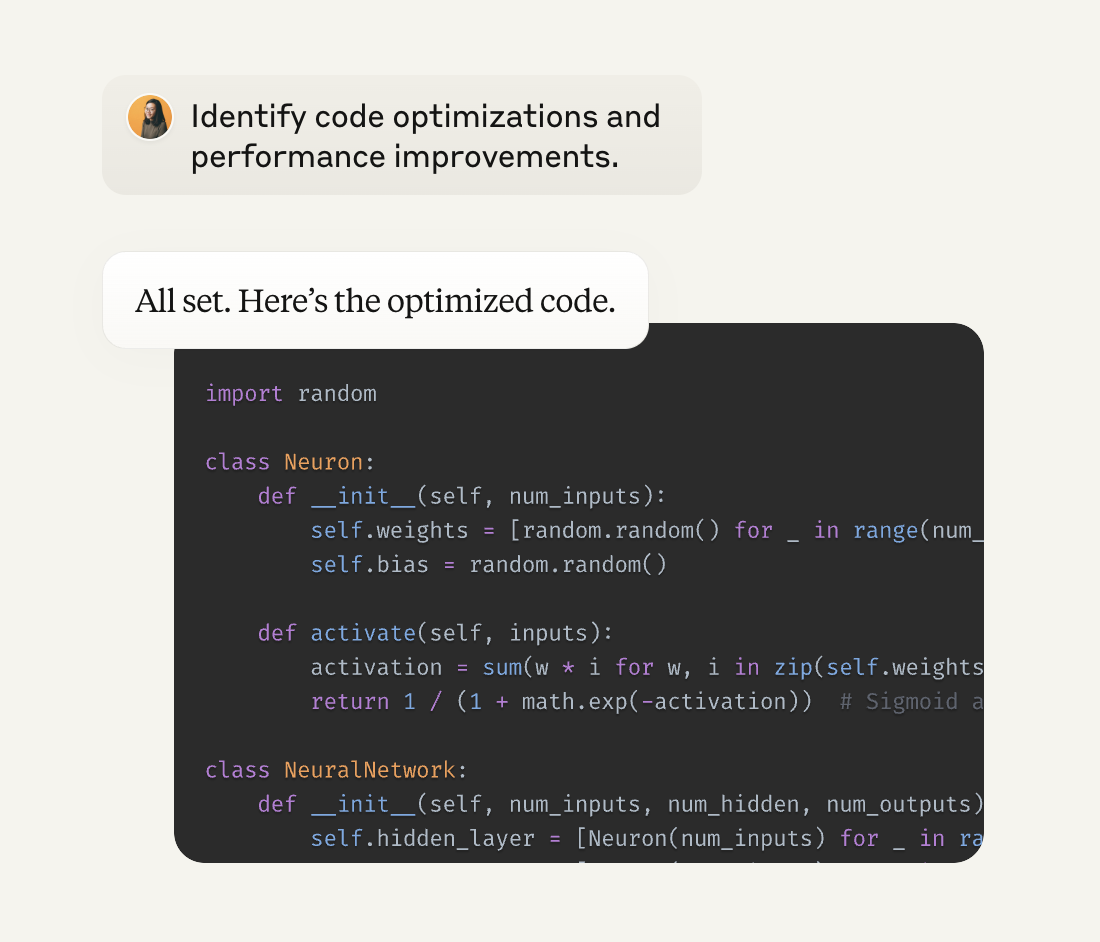 Identify code optimizations and
performance improvements.
All set. Here’s the optimized code.
import random
class Neuron:
    def __init__(self, num_inputs):
        self.weights = [random.random() for _ in range(num_
        self.bias = random.random()
    def activate(self, inputs):
        activation = sum(w * i for w, i in zip(self.weights
        return 1 / (1 + math.exp(-activation))  # Sigmoid a
class NeuralNetwork:
    def __init__(self, num_inputs, num_hidden, num_outputs)
        self.hidden_layer = [Neuron(num_inputs) for _ in ra